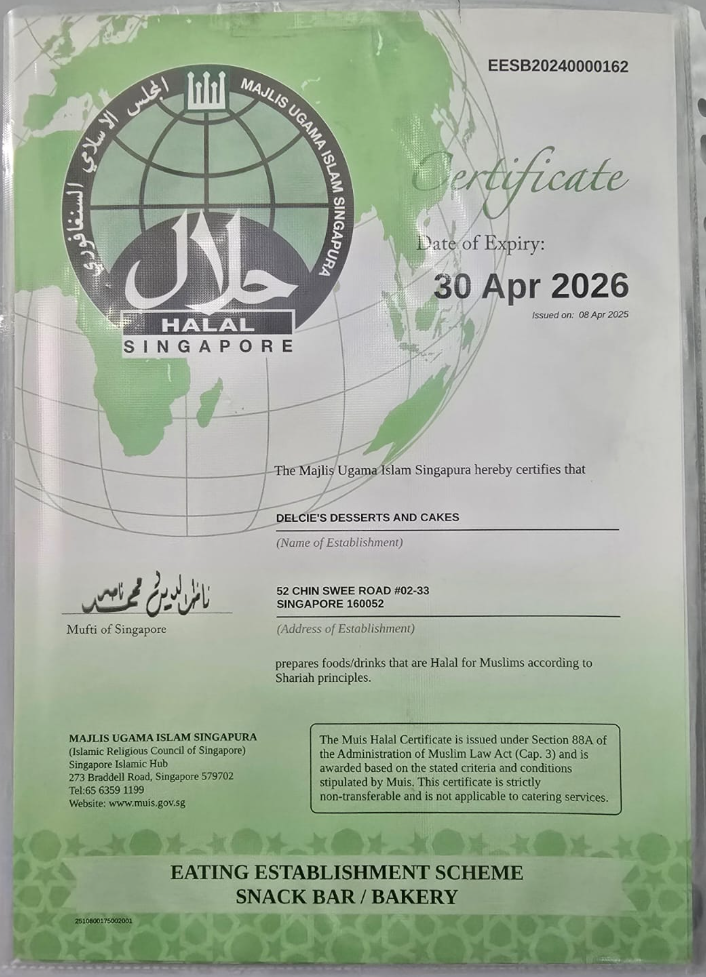 EESB20240000162
المجلس الاسلامي السنغافوري
MAJLIS UGAMA ISLAM SINGAPURA
حلال
HALAL
SINGAPORE
Certificate
Date of Expiry:
30 Apr 2026
Issued on: 08 Apr 2025
The Majlis Ugama Islam Singapura hereby certifies that
DELCIE'S DESSERTS AND CAKES
(Name of Establishment)
52 CHIN SWEE ROAD #02-33
SINGAPORE 160052
(Address of Establishment)
Mufti of Singapore
prepares foods/drinks that are Halal for Muslims according to
Shariah principles.
MAJLIS UGAMA ISLAM SINGAPURA
(Islamic Religious Council of Singapore)
Singapore Islamic Hub
273 Braddell Road, Singapore 579702
Tel:65 6359 1199
Website: www.muis.gov.sg
The Muis Halal Certificate is issued under Section 88A of
the Administration of Muslim Law Act (Cap. 3) and is
awarded based on the stated criteria and conditions
stipulated by Muis. This certificate is strictly
non-transferable and is not applicable to catering services.
EATING ESTABLISHMENT SCHEME
SNACK BAR / BAKERY